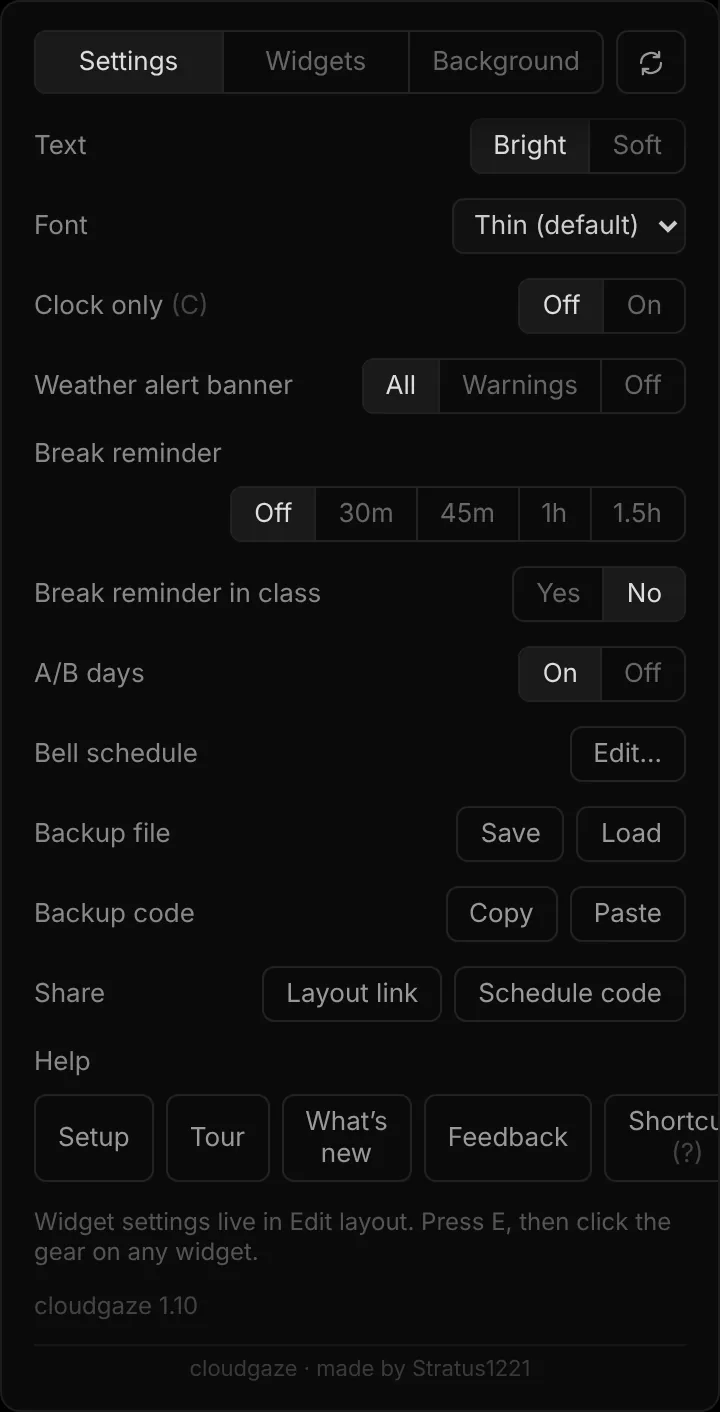 Settings Widgets Background
Text Bright Soft
Font Thin (default)
Clock only (C) Off On
Weather alert banner All Warnings Off
Break reminder
Off 30m 45m 1h 1.5h
Break reminder in class Yes No
A/B days On Off
Bell schedule Edit...
Backup file Save Load
Backup code Copy Paste
Share Layout link Schedule code
Help
Setup Tour What’s new Feedback Shortcu (?)
Widget settings live in Edit layout. Press E, then click the
gear on any widget.
cloudgaze 1.10
cloudgaze · made by Stratus1221